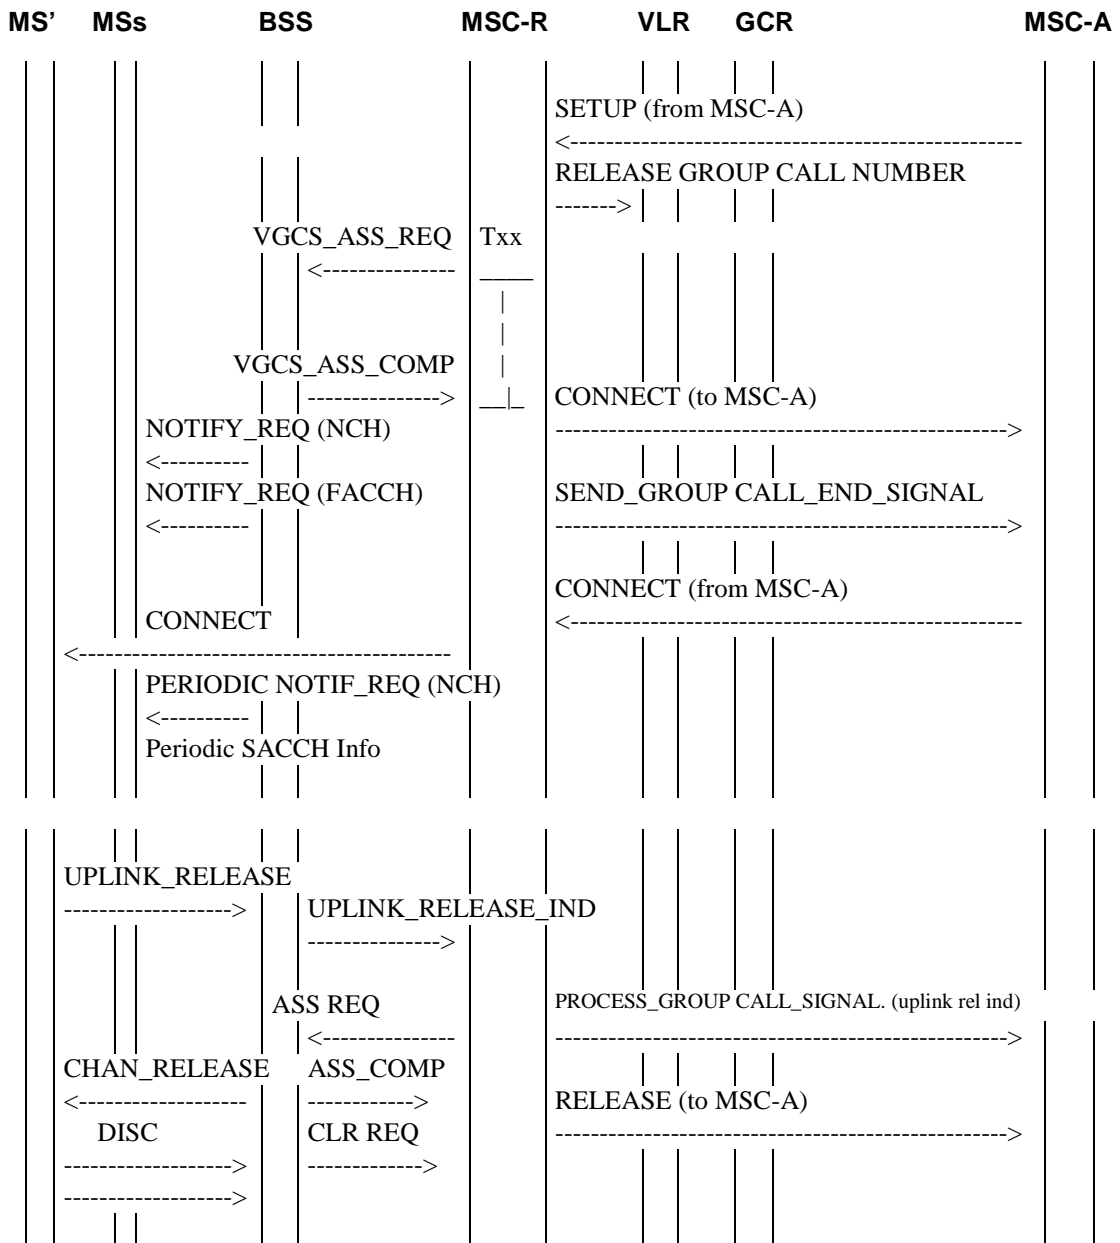 MS’ MSs BSS MSC-R VLR GCR MSC-A
SETUP (from MSC-A)
<---------------------------------------------------
RELEASE GROUP CALL NUMBER
------->
VGCS_ASS_REQ Txx
<---------------
____
|
|
VGCS_ASS_COMP |
---------------> __|_ CONNECT (to MSC-A)
NOTIFY_REQ (NCH) --------------------------------------------------->
<----------
NOTIFY_REQ (FACCH) SEND_GROUP CALL_END_SIGNAL
<---------- --------------------------------------------------->
CONNECT (from MSC-A)
CONNECT <---------------------------------------------------
<------------------------------------------
PERIODIC NOTIF_REQ (NCH)
<----------
Periodic SACCH Info
UPLINK_RELEASE
-------------------> UPLINK_RELEASE_IND
--------------->
ASS REQ PROCESS_GROUP CALL_SIGNAL. (uplink rel ind)
<--------------- --------------------------------------------------->
CHAN_RELEASE ASS_COMP
<------------------- ------------> RELEASE (to MSC-A)
DISC CLR REQ --------------------------------------------------->
-------------------> ------------->
------------------->